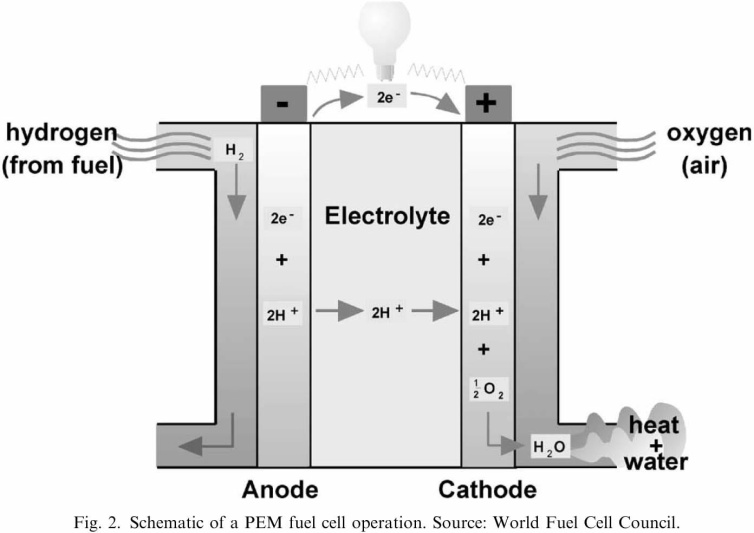 - 2e⁻ +
hydrogen
(from fuel)
H₂
oxygen
(air)
2e⁻
+
2H⁺
Electrolyte
2H⁺
2e⁻
+
2H⁺
+
½O₂
H₂O
heat
+
water
Anode
Cathode
Fig. 2. Schematic of a PEM fuel cell operation. Source: World Fuel Cell Council.